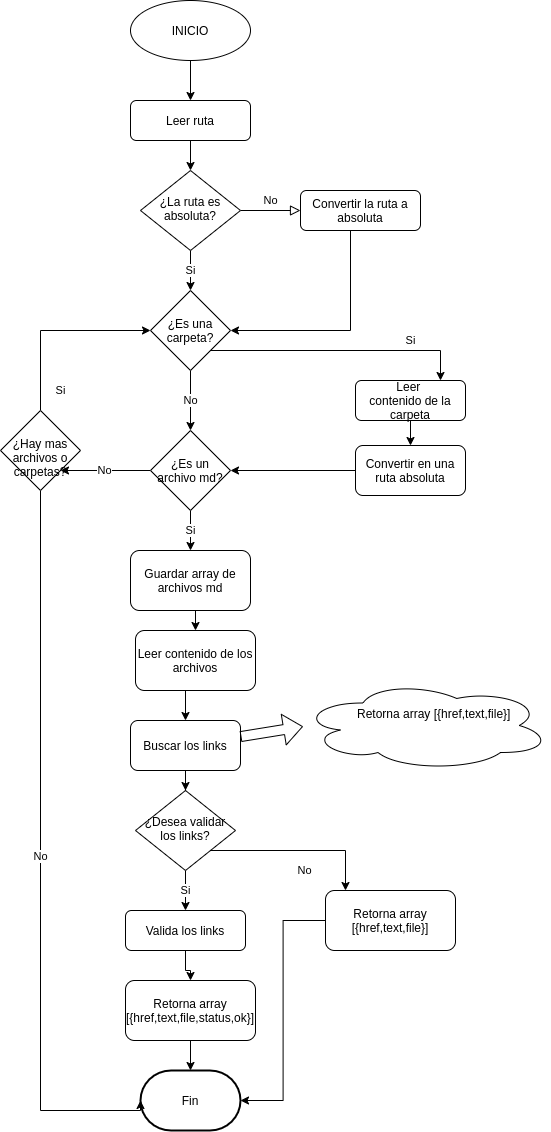 INICIO
Leer ruta
¿La ruta es
absoluta?
No
Convertir la ruta a
absoluta
Si
¿Es una
carpeta?
Si
Leer
contenido de la
carpeta
Si
No
¿Hay mas
archivos o
carpetas?
No
¿Es un
archivo md?
Convertir en una
ruta absoluta
Si
Guardar array de
archivos md
Leer contenido de los
archivos
Buscar los links
Retorna array [{href,text,file}]
¿Desea validar
los links?
No
No
Si
Retorna array
[{href,text,file}]
Valida los links
Retorna array
[{href,text,file,status,ok}]
Fin